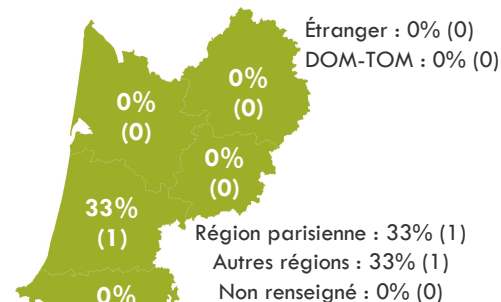 Étranger : 0% (0)
DOM-TOM : 0% (0)
0%
(0)
0%
(0)
0%
(0)
33%
(1)
Région parisienne : 33% (1)
Autres régions : 33% (1)
Non renseigné : 0% (0)
0%